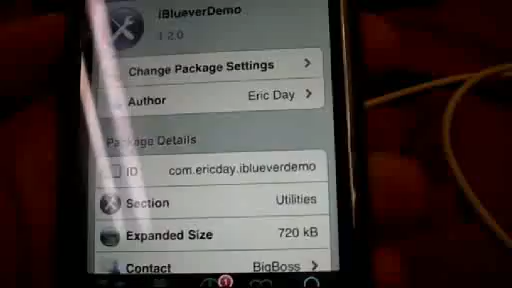 iBlueverDemo
1.2.0
Change Package Settings
Author Eric Day
Package Details
ID com.ericday.iblueverdemo
Section Utilities
Expanded Size 720 kB
Contact BigBoss
1